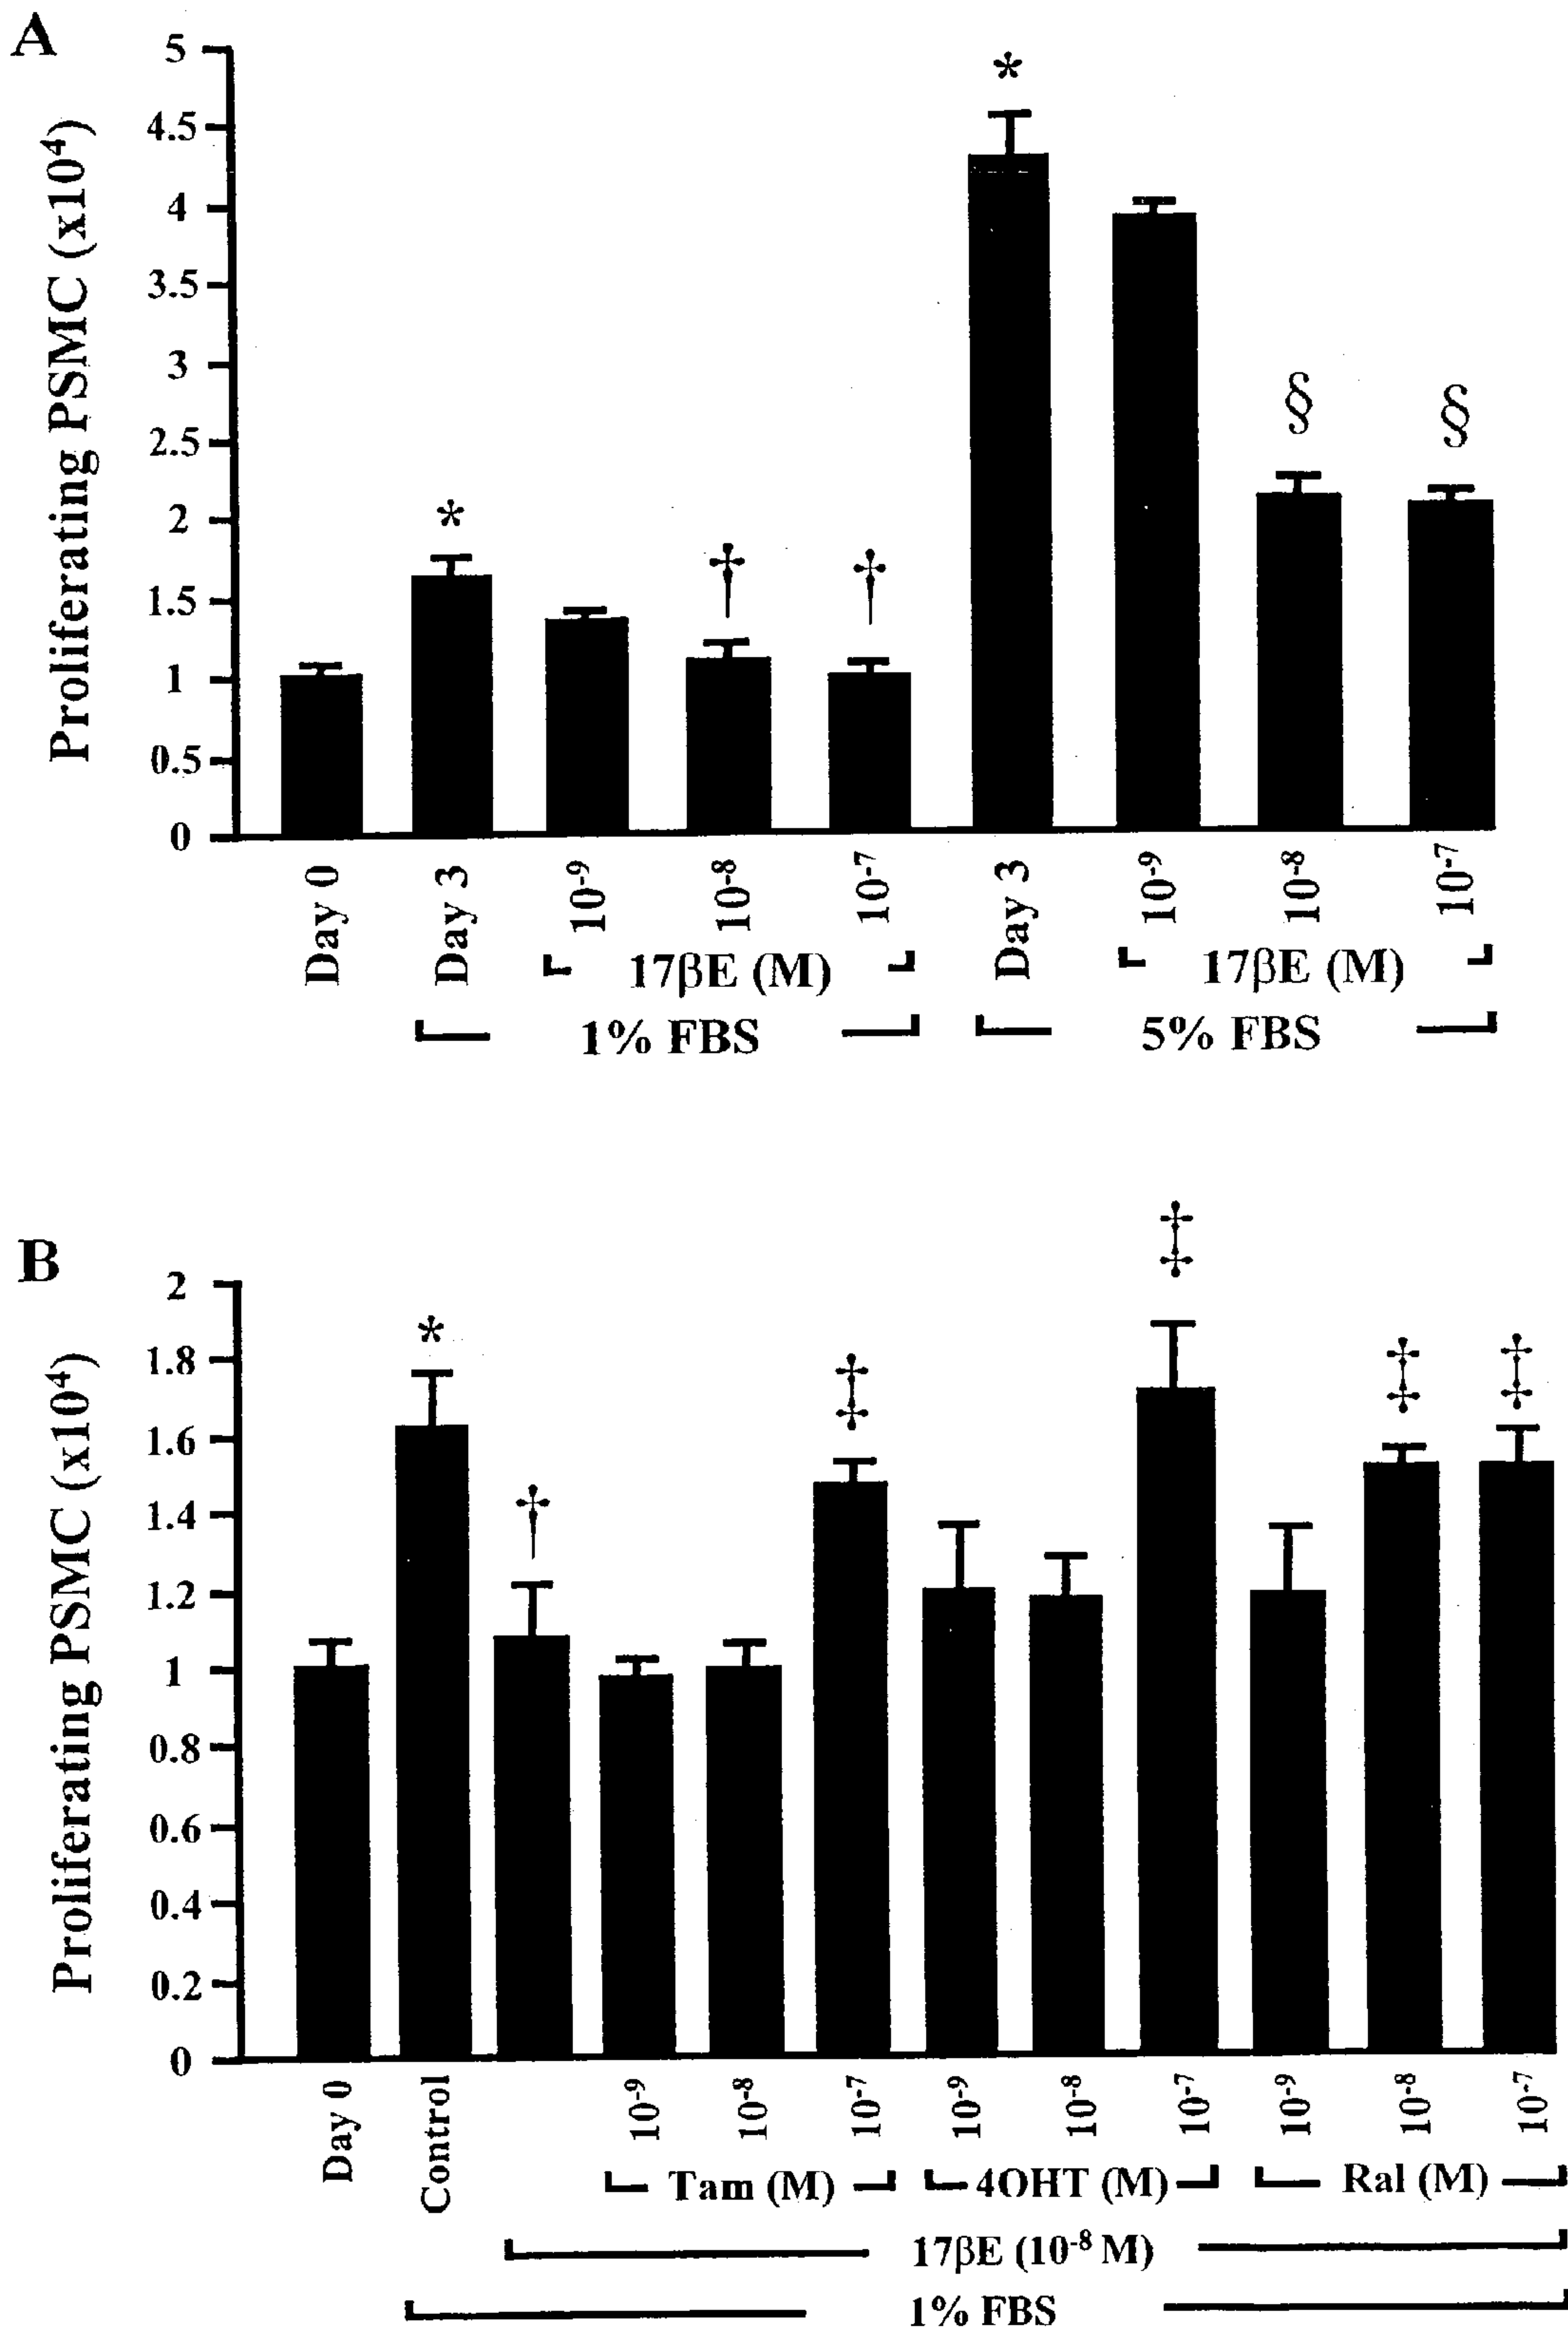 A
Proliferating PSMC (x10⁴)
5
4.5
4
3.5
3
2.5
2
1.5
1
0.5
0
*
†
†
*
§
§
Day 0
Day 3
10⁻⁹
10⁻⁸
10⁻⁷
Day 3
10⁻⁹
10⁻⁸
10⁻⁷
17βE (M)
17βE (M)
1% FBS
5% FBS
B
Proliferating PSMC (x10⁴)
2
1.8
1.6
1.4
1.2
1
0.8
0.6
0.4
0.2
0
*
†
‡
‡
‡
‡
Day 0
Control
10⁻⁹
10⁻⁸
10⁻⁷
10⁻⁹
10⁻⁸
10⁻⁷
10⁻⁹
10⁻⁸
10⁻⁷
Tam (M)
4OHT (M)
Ral (M)
17βE (10⁻⁸ M)
1% FBS